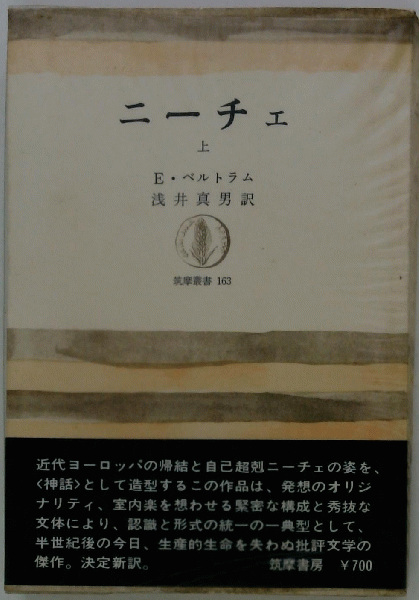 ニーチェ
上
E・ベルトラム
浅井真男訳
筑摩叢書 163
近代ヨーロッパの帰結と自己超剋ニーチェの姿を、
〈神話〉として造型するこの作品は、発想のオリジ
ナリティ、室内楽を想わせる緊密な構成と秀抜な
文体により、認識と形式の統一の一典型として、
半世紀後の今日、生産的生命を失わぬ批評文学の
傑作。決定新訳。
筑摩書房 ¥700